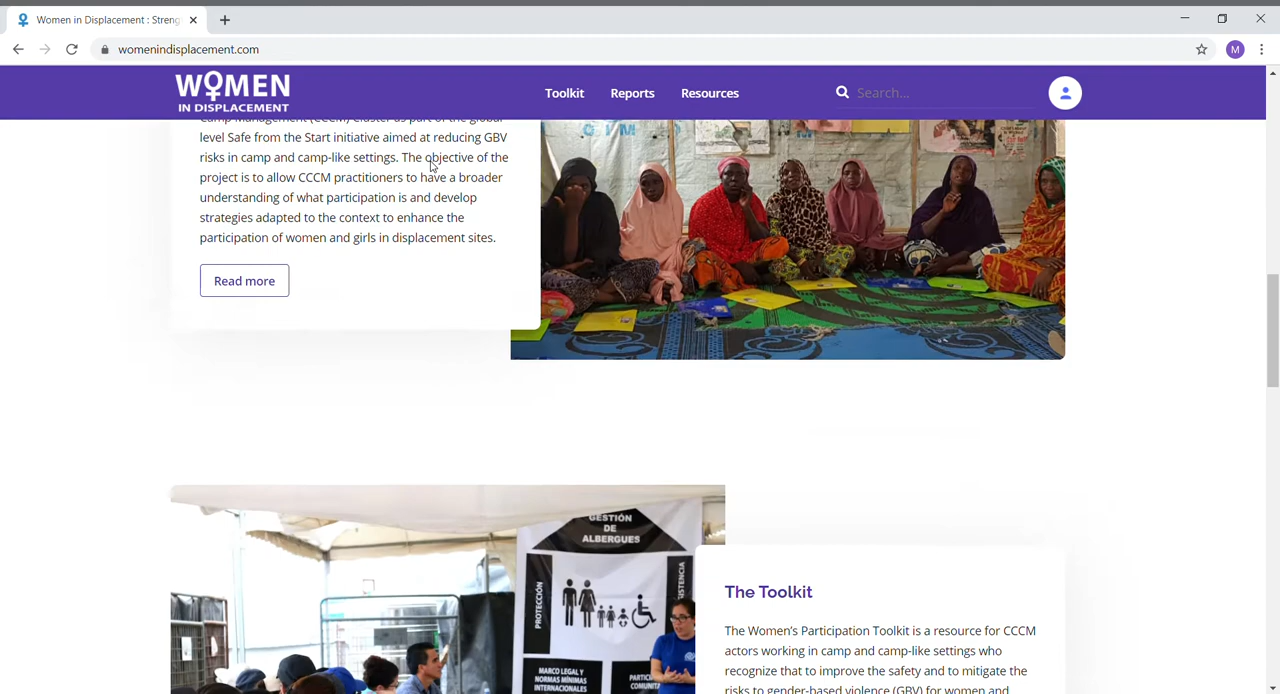 Women in Displacement : Streng
womenindisplacement.com
M
WOMEN
IN DISPLACEMENT
Toolkit
Reports
Resources
Search...
Camp Management (CCCM) Cluster as part of the global
level Safe from the Start initiative aimed at reducing GBV
risks in camp and camp-like settings. The objective of the
project is to allow CCCM practitioners to have a broader
understanding of what participation is and develop
strategies adapted to the context to enhance the
participation of women and girls in displacement sites.
Read more
GESTIÓN
DE
ALBERGUES
PROTECCIÓN
MARCO LEGAL Y
NORMAS MÍNIMAS
INTERNACIONALES
The Toolkit
The Women's Participation Toolkit is a resource for CCCM
actors working in camp and camp-like settings who
recognize that to improve the safety and to mitigate the
risks to gender-based violence (GBV) for women and